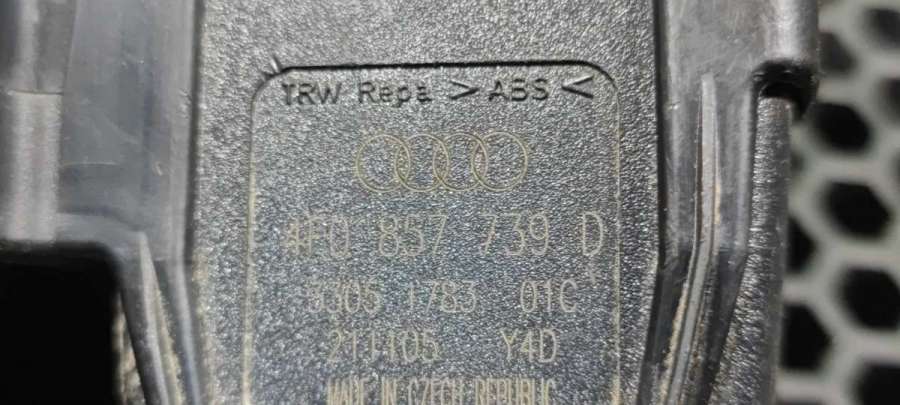 TRW Repa > ABS <
4F0 857 739 D
3305 1783 01C
211105 Y4D
MADE IN CZECH REPUBLIC